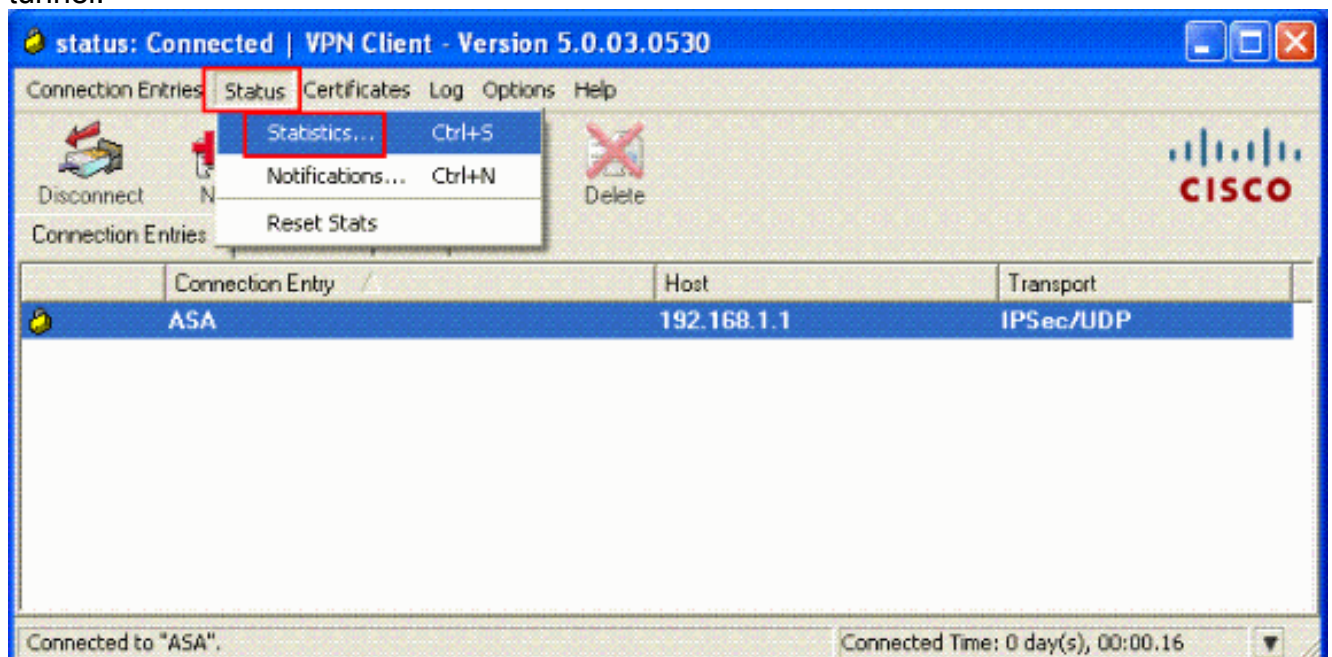 status: Connected | VPN Client - Version 5.0.03.0530
Connection Entries Status Certificates Log Options Help
Statistics... Ctrl+S
Notifications... Ctrl+N
Reset Stats
Disconnect N Delete
CISCO
Connection Entries
Connection Entry Host Transport
ASA 192.168.1.1 IPSec/UDP
Connected to "ASA". Connected Time: 0 day(s), 00:00.16